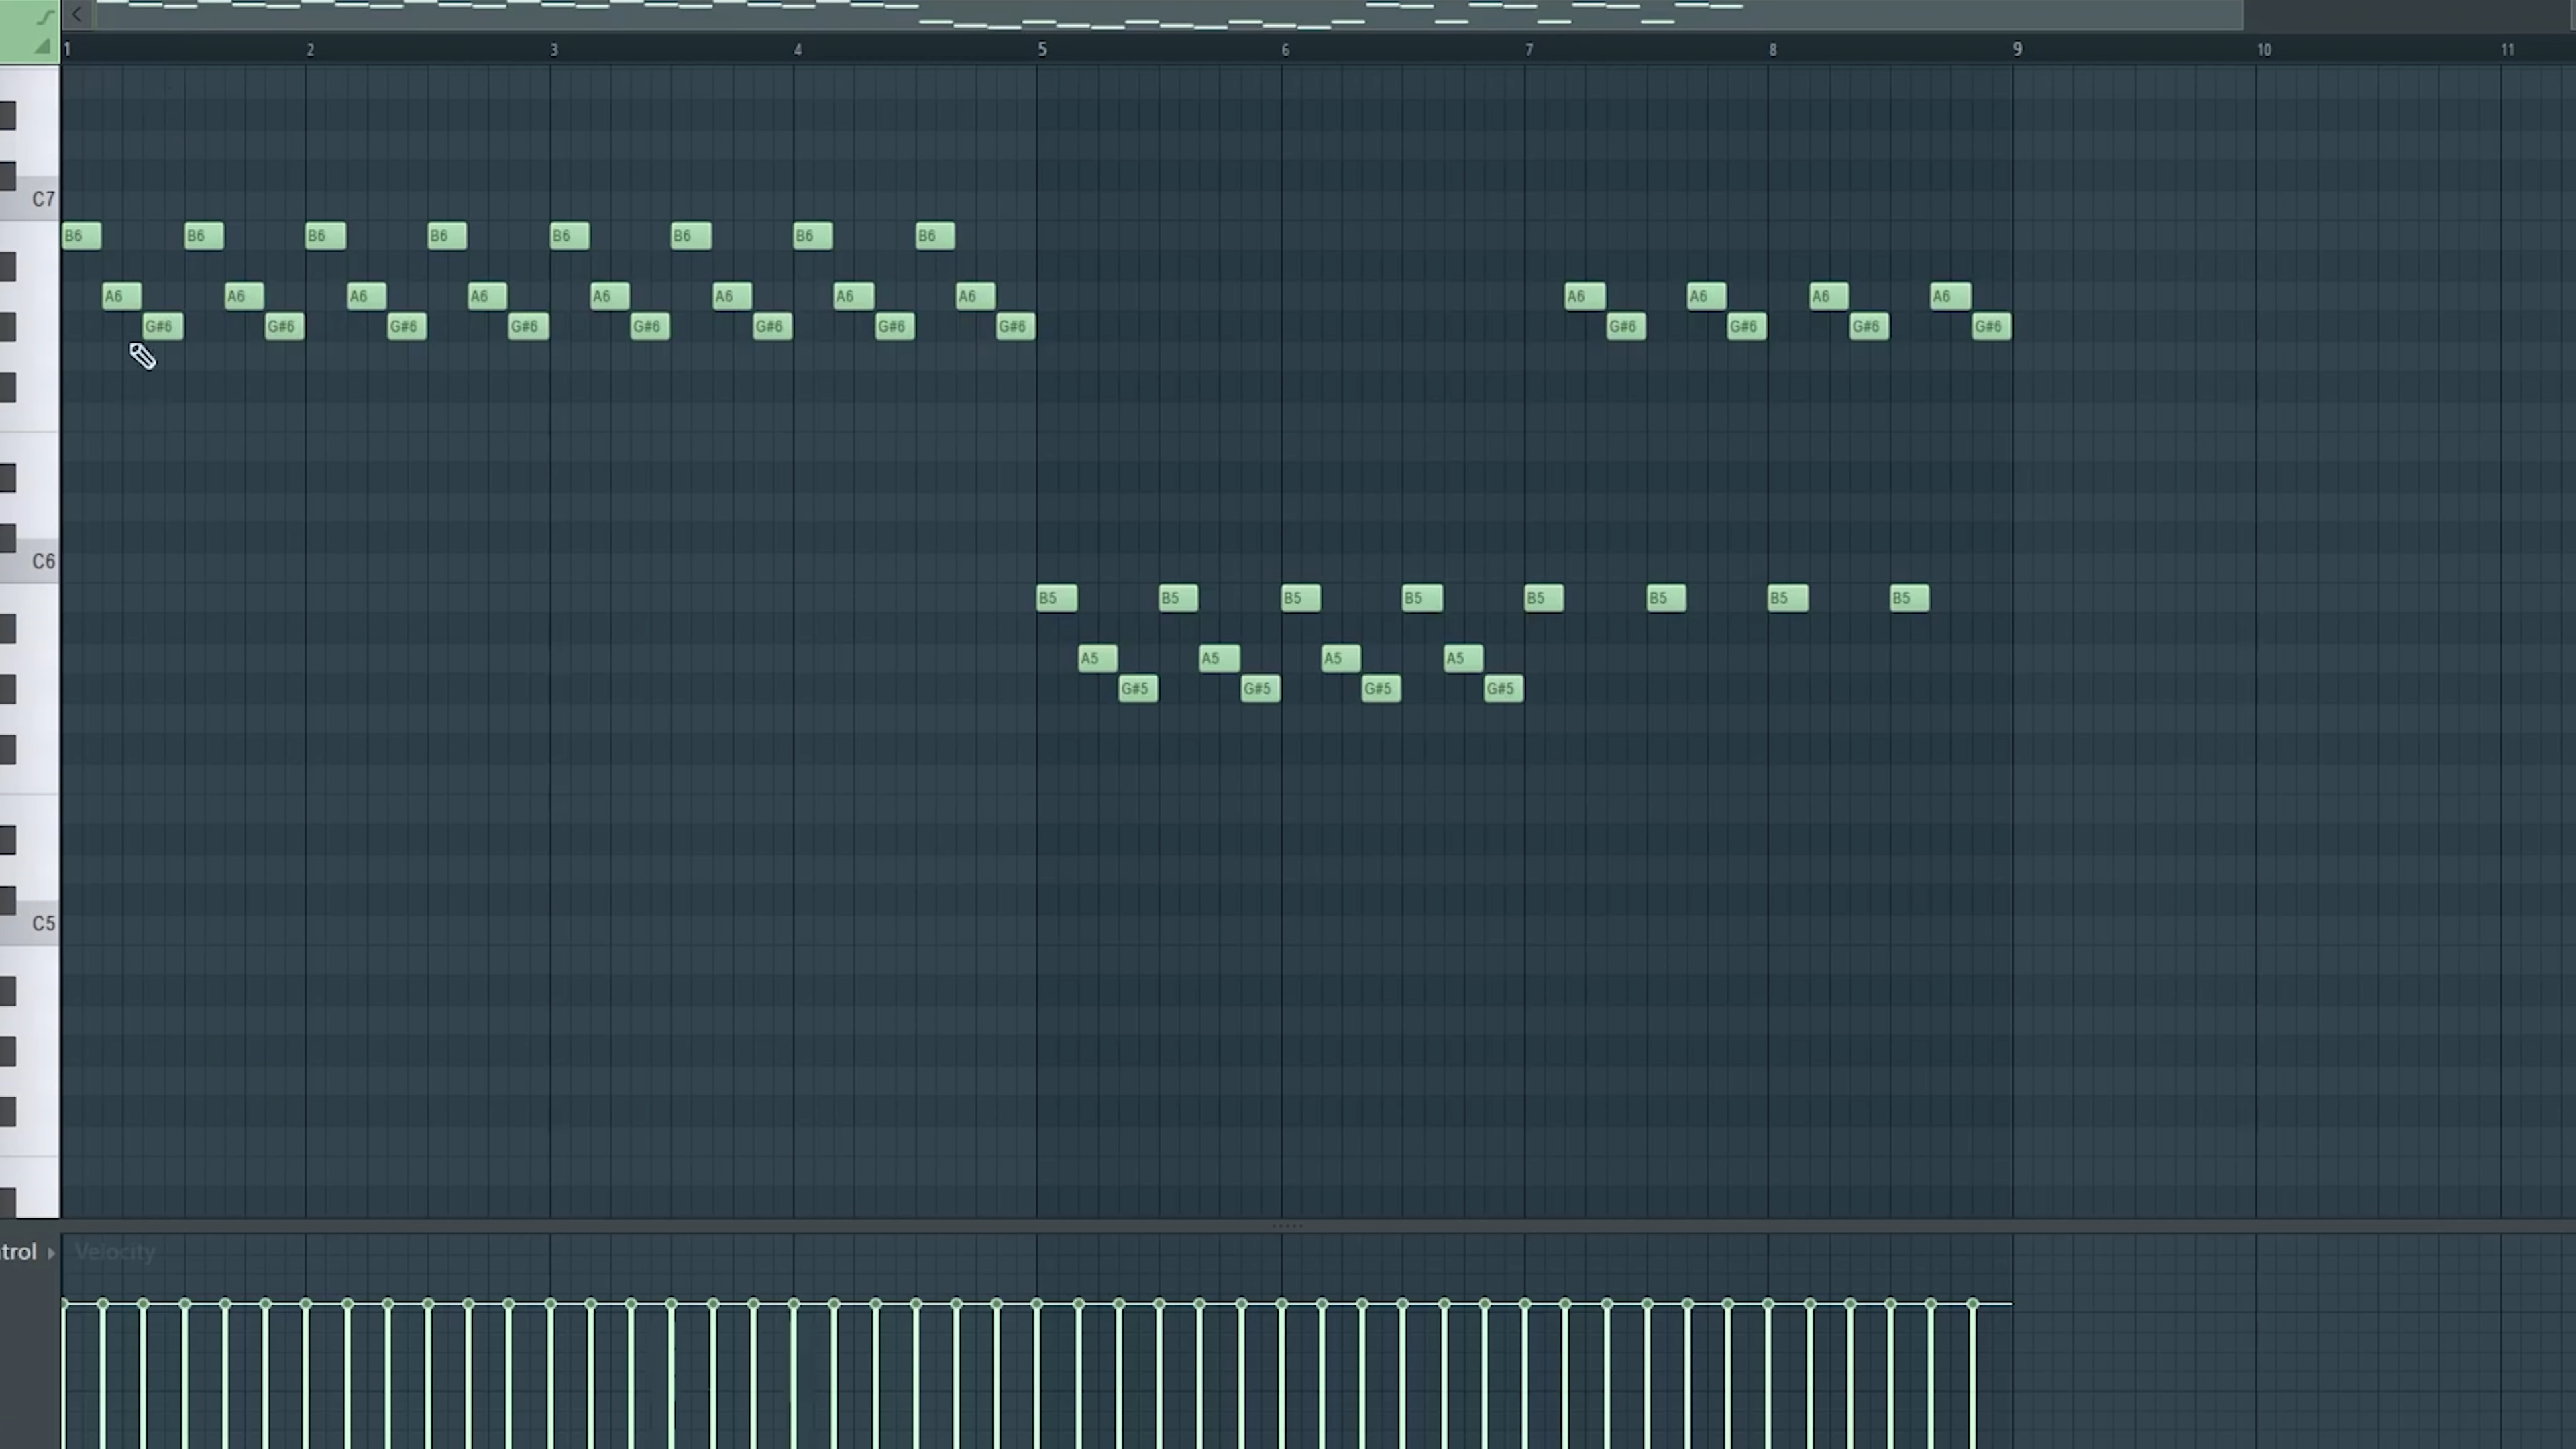 1 2 3 4 5 6 7 8 9 10 11
C7
B6 B6 B6 B6 B6 B6 B6 B6
A6 A6 A6 A6 A6 A6 A6 A6 A6 A6 A6 A6
G#6 G#6 G#6 G#6 G#6 G#6 G#6 G#6 G#6 G#6 G#6 G#6
C6
B5 B5 B5 B5 B5 B5 B5 B5
A5 A5 A5 A5
G#5 G#5 G#5 G#5
C5
trol Velocity